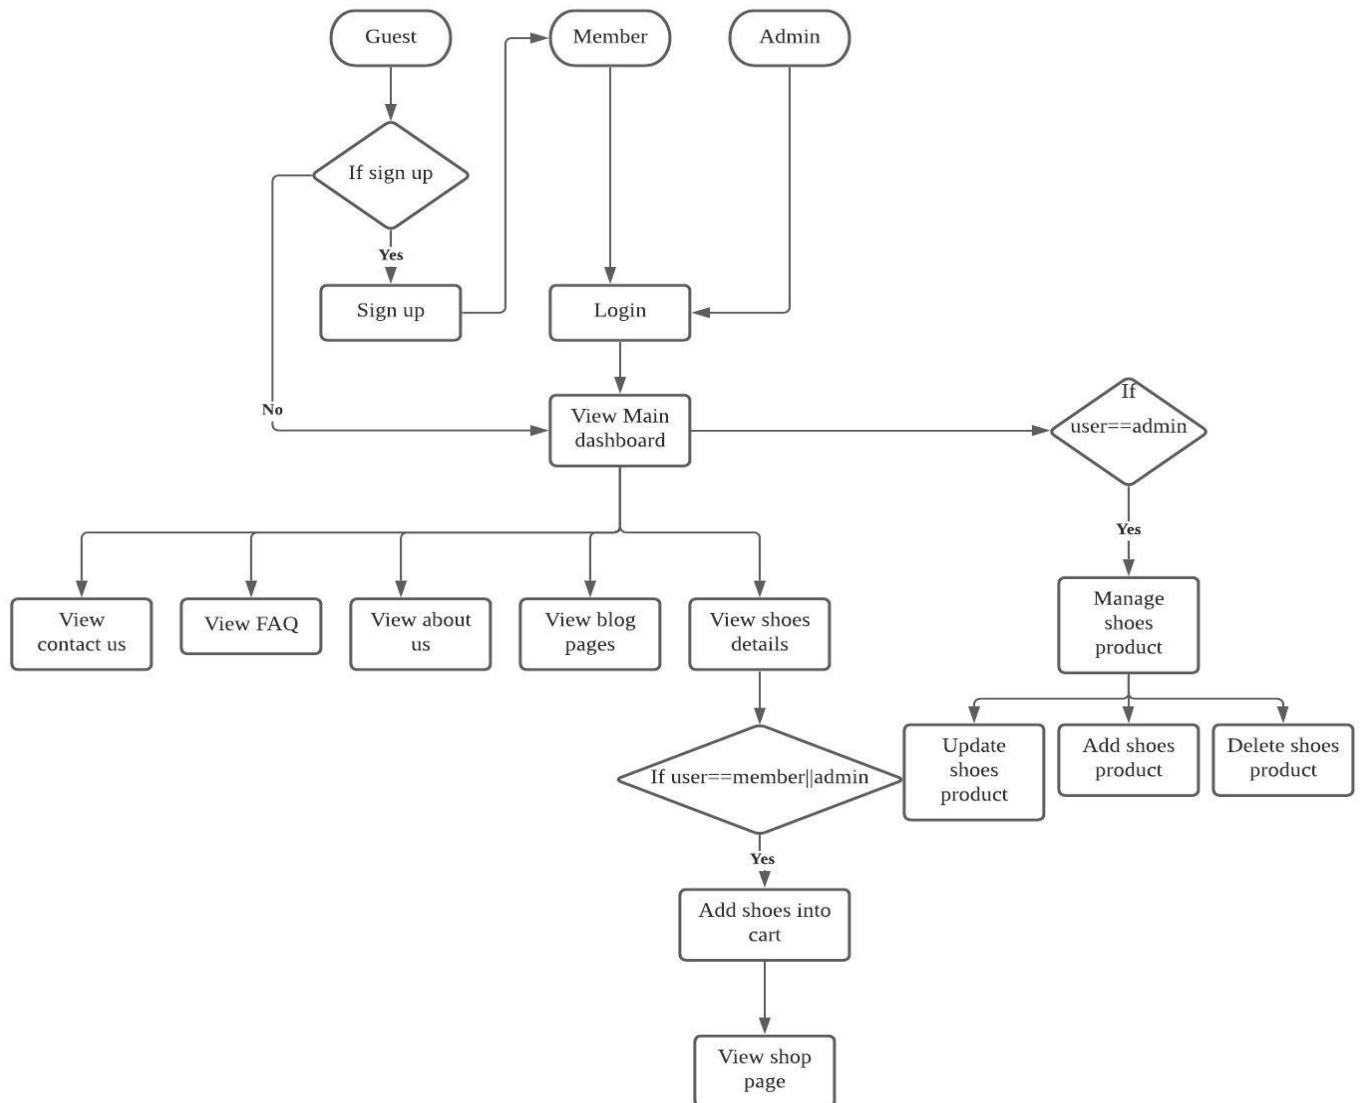 Guest
Member
Admin
If sign up
Yes
Sign up
Login
No
View Main
dashboard
If
user==admin
Yes
View
contact us
View FAQ
View about
us
View blog
pages
View shoes
details
Manage
shoes
product
If user==member||admin
Update
shoes
product
Add shoes
product
Delete shoes
product
Yes
Add shoes into
cart
View shop
page